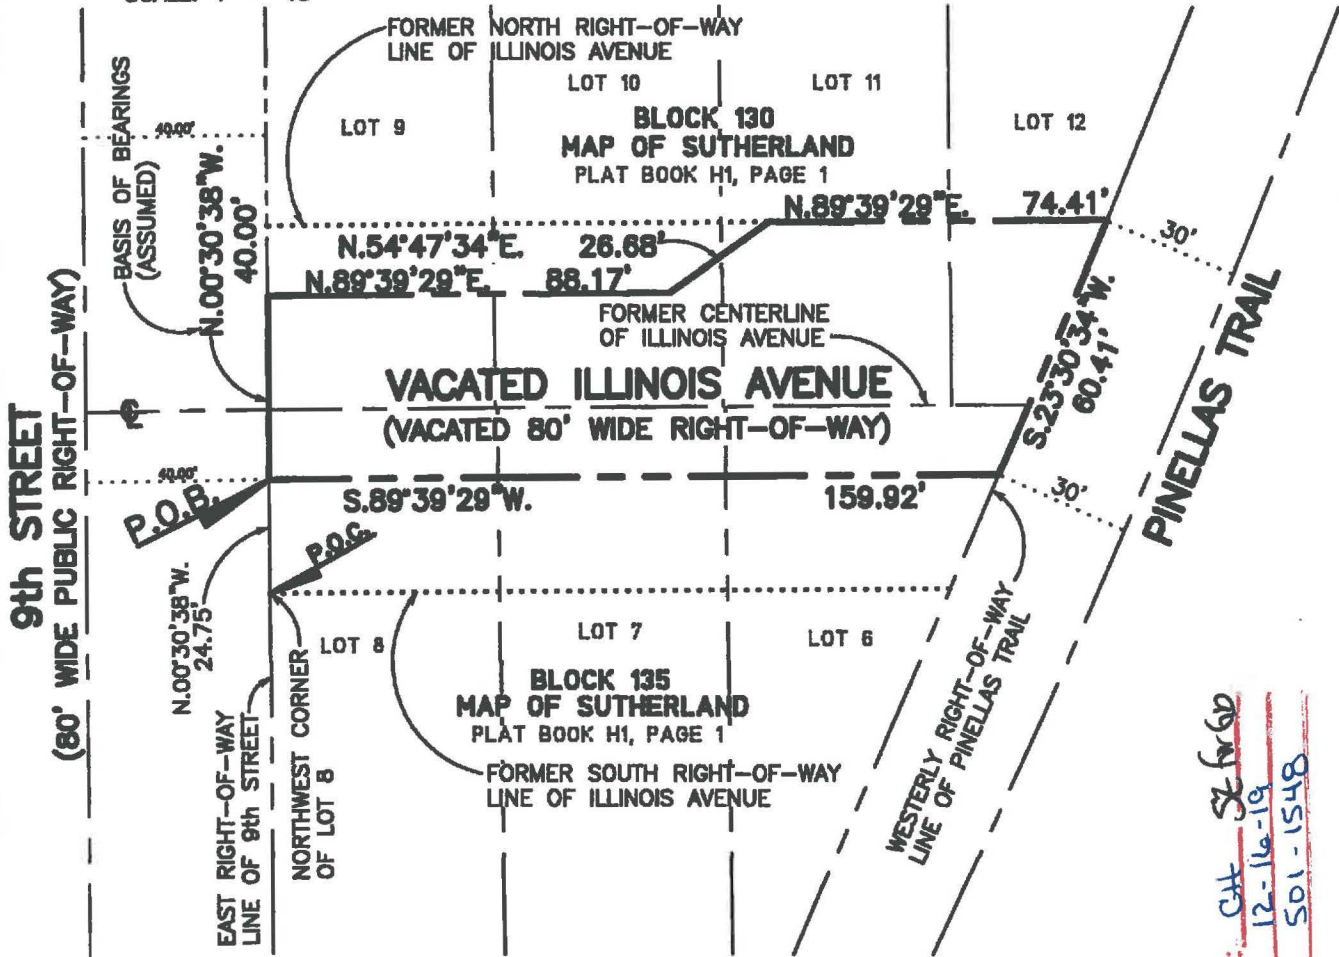 FORMER NORTH RIGHT-OF-WAY
LINE OF ILLINOIS AVENUE
LOT 9
LOT 10
LOT 11
LOT 12
BLOCK 130
MAP OF SUTHERLAND
PLAT BOOK H1, PAGE 1
40.00'
BASIS OF BEARINGS
(ASSUMED)
N.00°30'38"W.
40.00'
N.89°39'29"E. 74.41'
N.54°47'34"E. 26.68'
N.89°39'29"E. 88.17'
30'
FORMER CENTERLINE
OF ILLINOIS AVENUE
VACATED ILLINOIS AVENUE
(VACATED 80' WIDE RIGHT-OF-WAY)
S.23°30'34"W.
60.41'
PINELLAS TRAIL
9th STREET
(80' WIDE PUBLIC RIGHT-OF-WAY)
40.00'
P.O.B.
S.89°39'29"W. 159.92'
30'
P.O.C.
N.00°30'38"W.
24.75'
LOT 8
LOT 7
LOT 6
BLOCK 135
MAP OF SUTHERLAND
PLAT BOOK H1, PAGE 1
FORMER SOUTH RIGHT-OF-WAY
LINE OF ILLINOIS AVENUE
EAST RIGHT-OF-WAY
LINE OF 9th STREET
NORTHWEST CORNER
OF LOT 8
WESTERLY RIGHT-OF-WAY
LINE OF PINELLAS TRAIL
12-16-19
501-1548